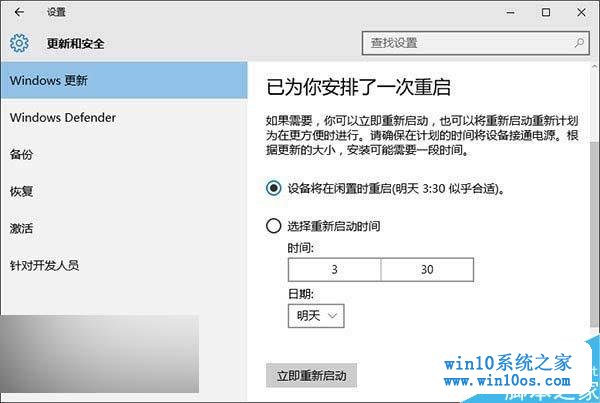 设置
更新和安全
查找设置
Windows 更新
Windows Defender
备份
恢复
激活
针对开发人员
已为你安排了一次重启
如果需要，你可以立即重新启动，也可以将重新启动重新计划
为在更方便时进行。请确保在计划的时间将设备接通电源。根
据更新的大小，安装可能需要一段时间。
设备将在闲置时重启(明天 3:30 似乎合适)。
选择重新启动时间
时间:
3 30
日期:
明天
立即重新启动
win10系统之家
www.win10os.com